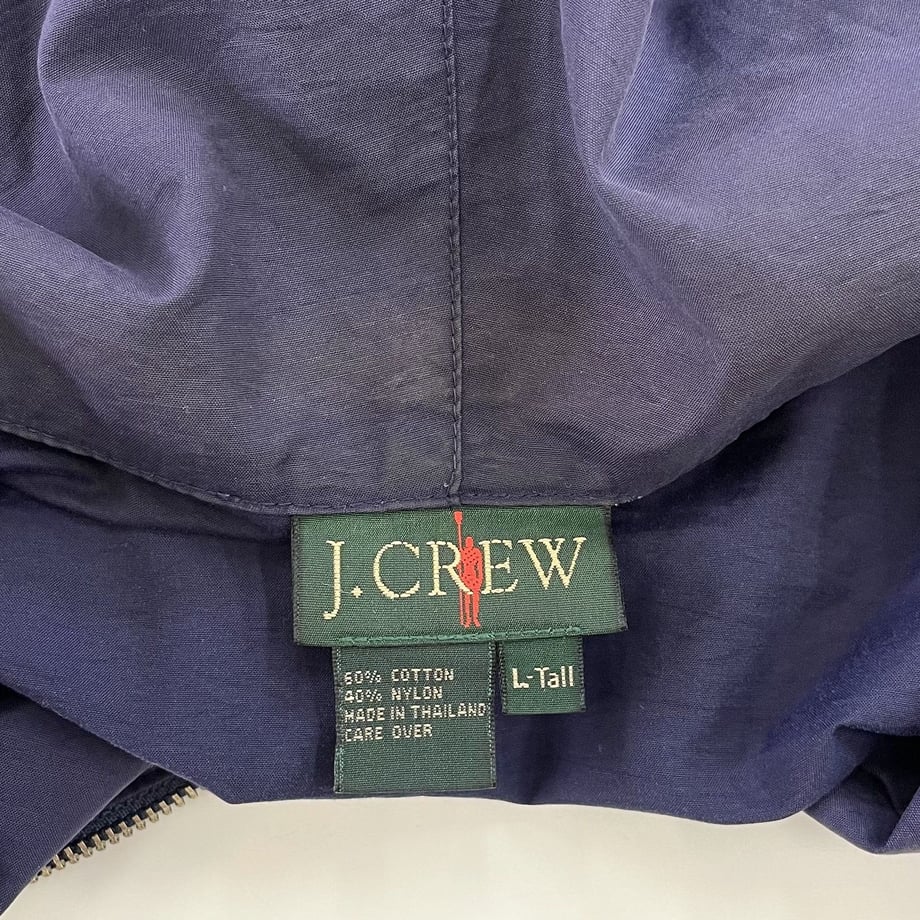 J.CREW
60% COTTON
40% NYLON
MADE IN THAILAND
CARE OVER
L-Tall